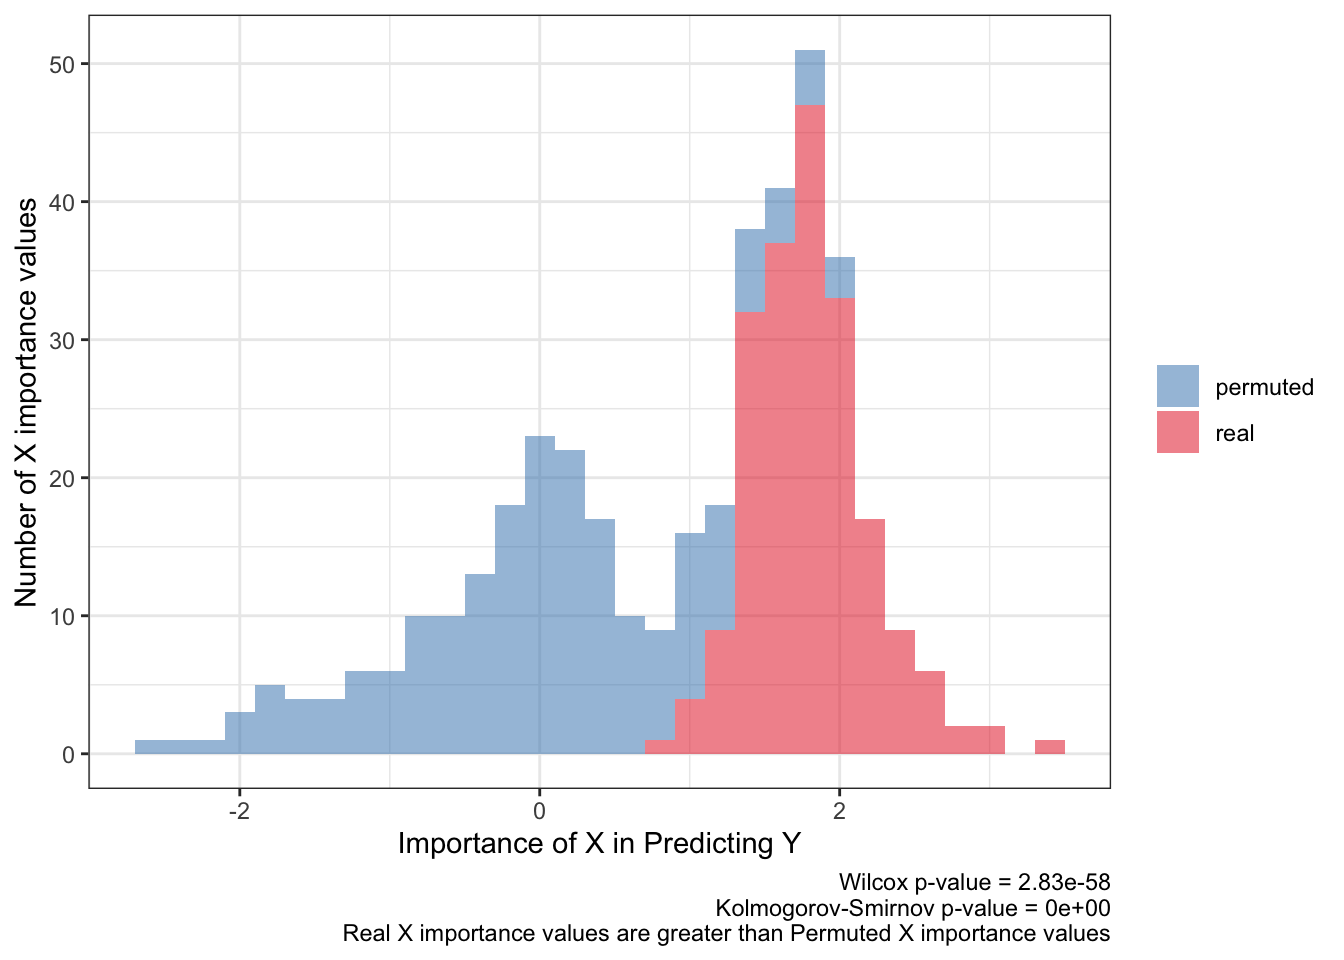 Number of X importance values
50
40
30
20
10
0
-2 0 2
Importance of X in Predicting Y
permuted
real
Wilcox p-value = 2.83e-58
Kolmogorov-Smirnov p-value = 0e+00
Real X importance values are greater than Permuted X importance values